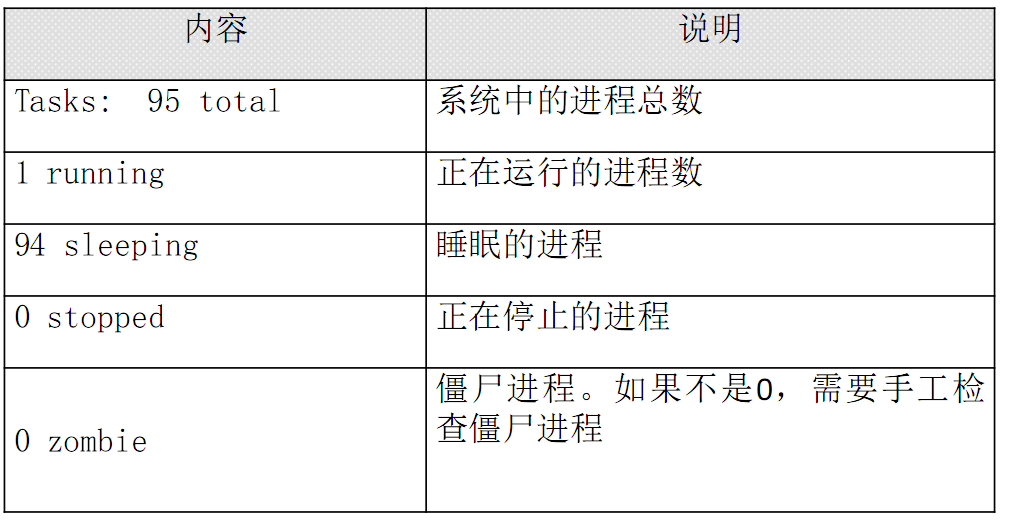 内容 说明
Tasks:  95 total 系统中的进程总数
1 running 正在运行的进程数
94 sleeping 睡眠的进程
0 stopped 正在停止的进程
0 zombie 僵尸进程。如果不是0，需要手工检
查僵尸进程